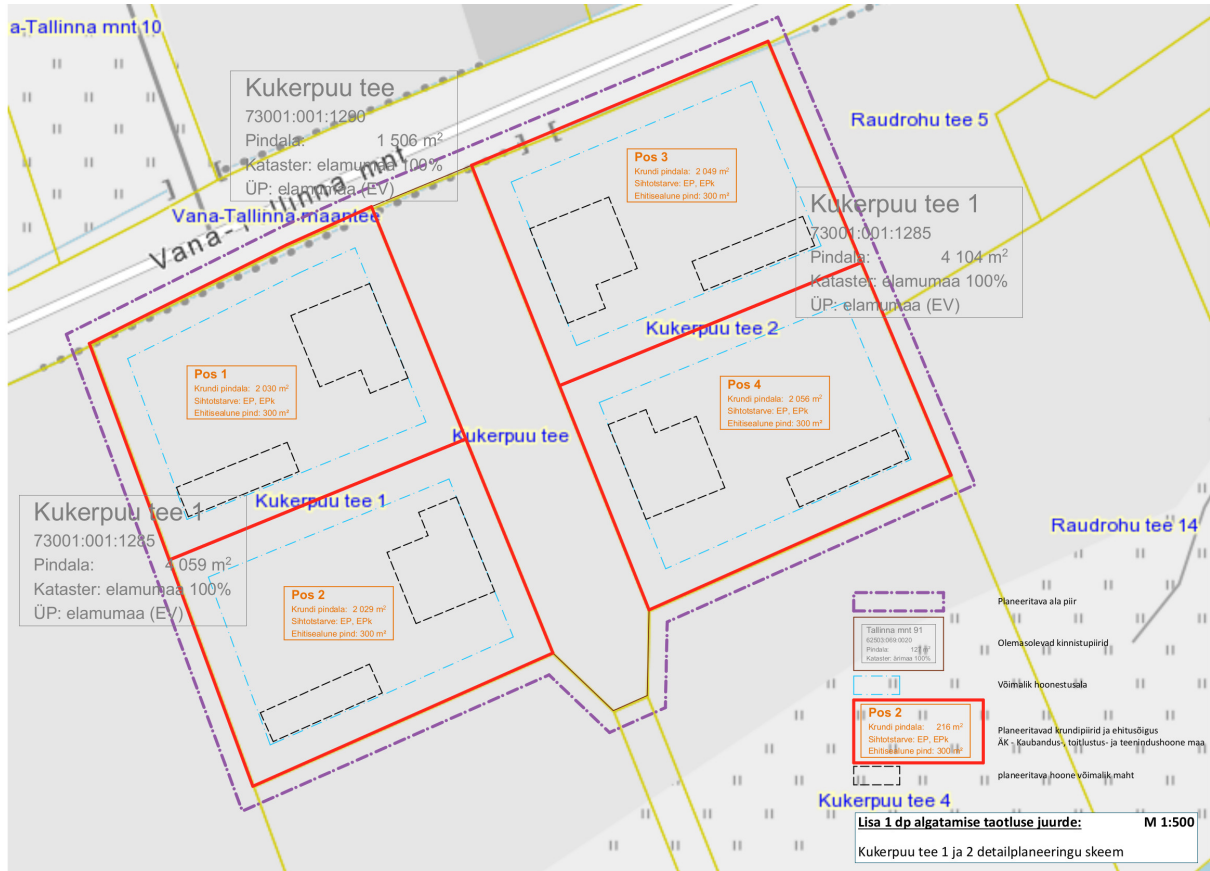 a-Tallinna mnt 10
Kukerpuu tee
73001:001:1290
Pindala: 1 506 m²
Kataster: elamumaa 100%
ÜP: elamumaa (EV)
Vana-Tallinna mnt
Vana-Tallinna maantee
Raudrohu tee 5
Pos 3
Krundi pindala: 2 049 m²
Sihtotstarve: EP, EPk
Ehitisealune pind: 300 m²
Kukerpuu tee 1
73001:001:1285
Pindala: 4 104 m²
Kataster: elamumaa 100%
ÜP: elamumaa (EV)
Kukerpuu tee 2
Pos 1
Krundi pindala: 2 030 m²
Sihtotstarve: EP, EPk
Ehitisealune pind: 300 m²
Pos 4
Krundi pindala: 2 056 m²
Sihtotstarve: EP, EPk
Ehitisealune pind: 300 m²
Kukerpuu tee
Kukerpuu tee 1
Kukerpuu tee 1
73001:001:1285
Pindala: 4 059 m²
Kataster: elamumaa 100%
ÜP: elamumaa (EV)
Pos 2
Krundi pindala: 2 029 m²
Sihtotstarve: EP, EPk
Ehitisealune pind: 300 m²
Raudrohu tee 14
Planeeritava ala piir
Tallinna mnt 91
62503:069:0020
Pindala:
Kataster: ärimaa 100%
Olemasolevad kinnistupiirid
Võimalik hoonestusala
Pos 2
Krundi pindala: 216 m²
Sihtotstarve: EP, EPk
Ehitisealune pind: 300 m²
Planeeritavad krundipiirid ja ehitusõigus
ÄK - Kaubandus-, toitlustus- ja teenindushoone maa
planeeritava hoone võimalik maht
Kukerpuu tee 4
Lisa 1 dp algatamise taotluse juurde: M 1:500
Kukerpuu tee 1 ja 2 detailplaneeringu skeem